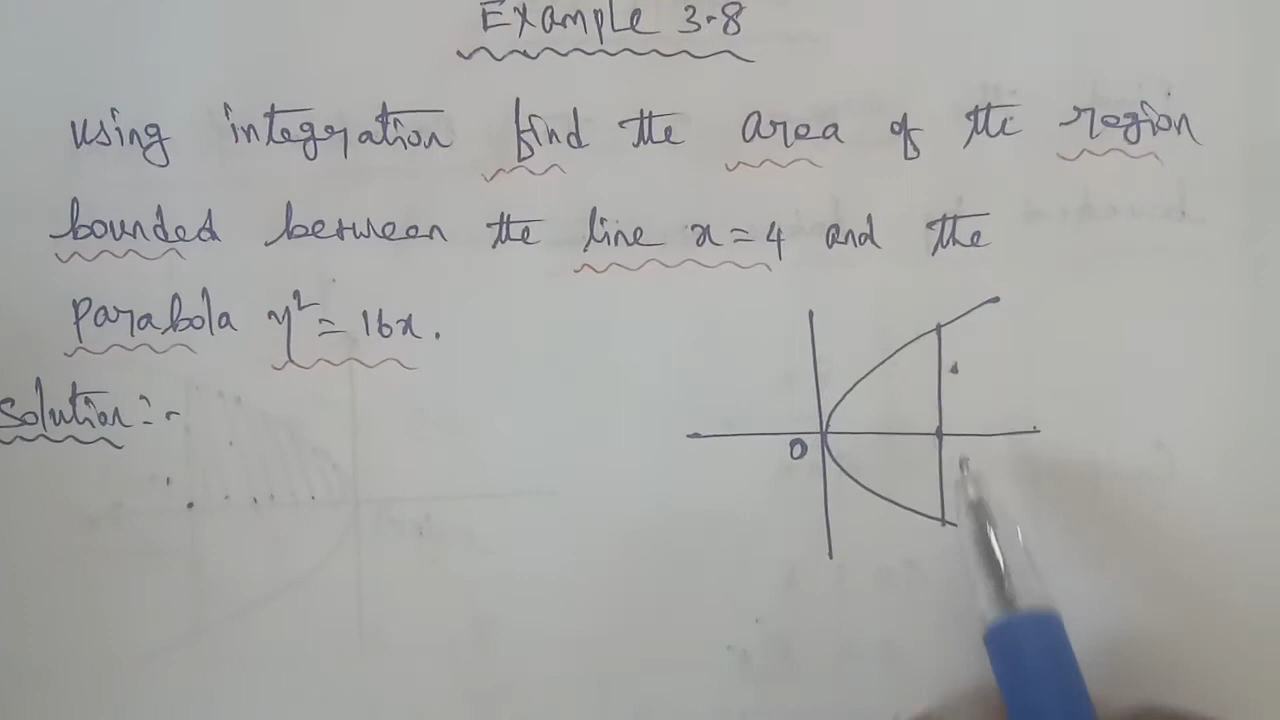 Example 3.8
using integration find the area of the region
bounded between the line x=4 and the
parabola y²=16x.
Solution:-
0